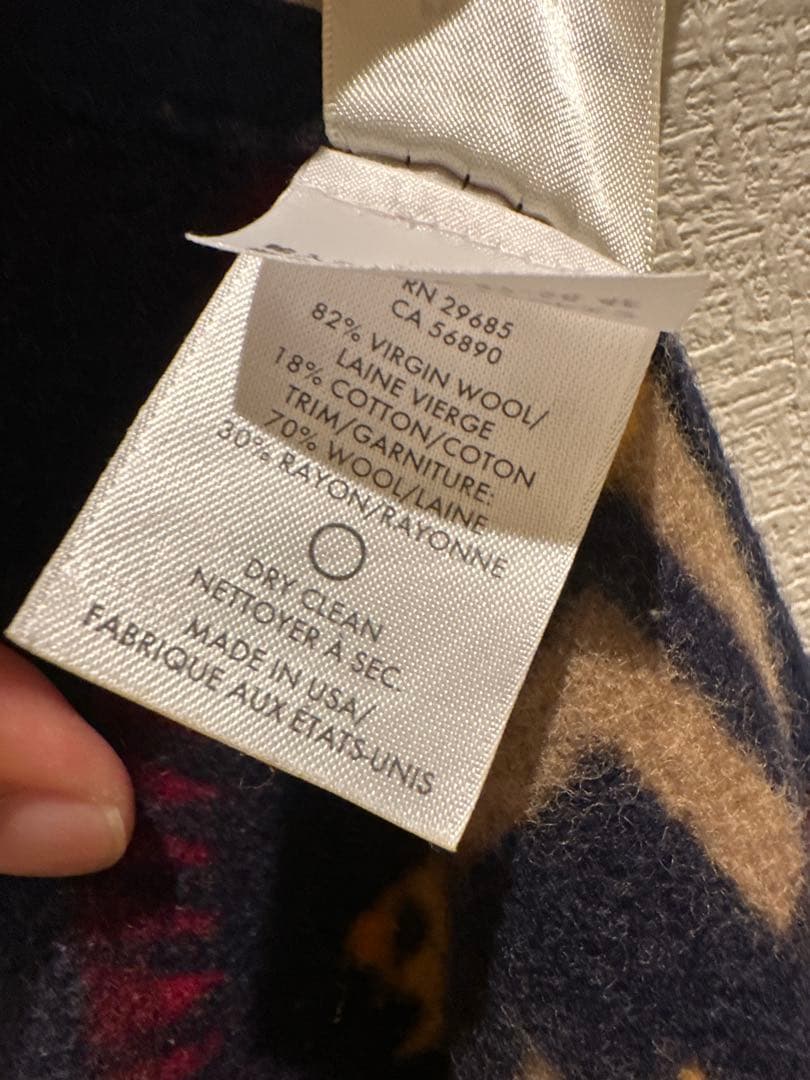 RN 29685
CA 56890
82% VIRGIN WOOL/
LAINE VIERGE
18% COTTON/COTON
TRIM/GARNITURE:
70% WOOL/LAINE
30% RAYON/RAYONNE
DRY CLEAN
NETTOYER À SEC.
MADE IN USA/
FABRIQUE AUX ETATS-UNIS